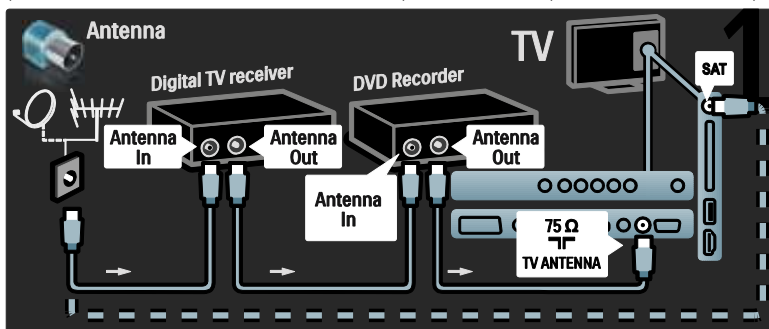 Antenna
TV
1
SAT
Digital TV receiver
DVD Recorder
Antenna
In
Antenna
Out
Antenna
In
Antenna
Out
75 Ω
TV ANTENNA